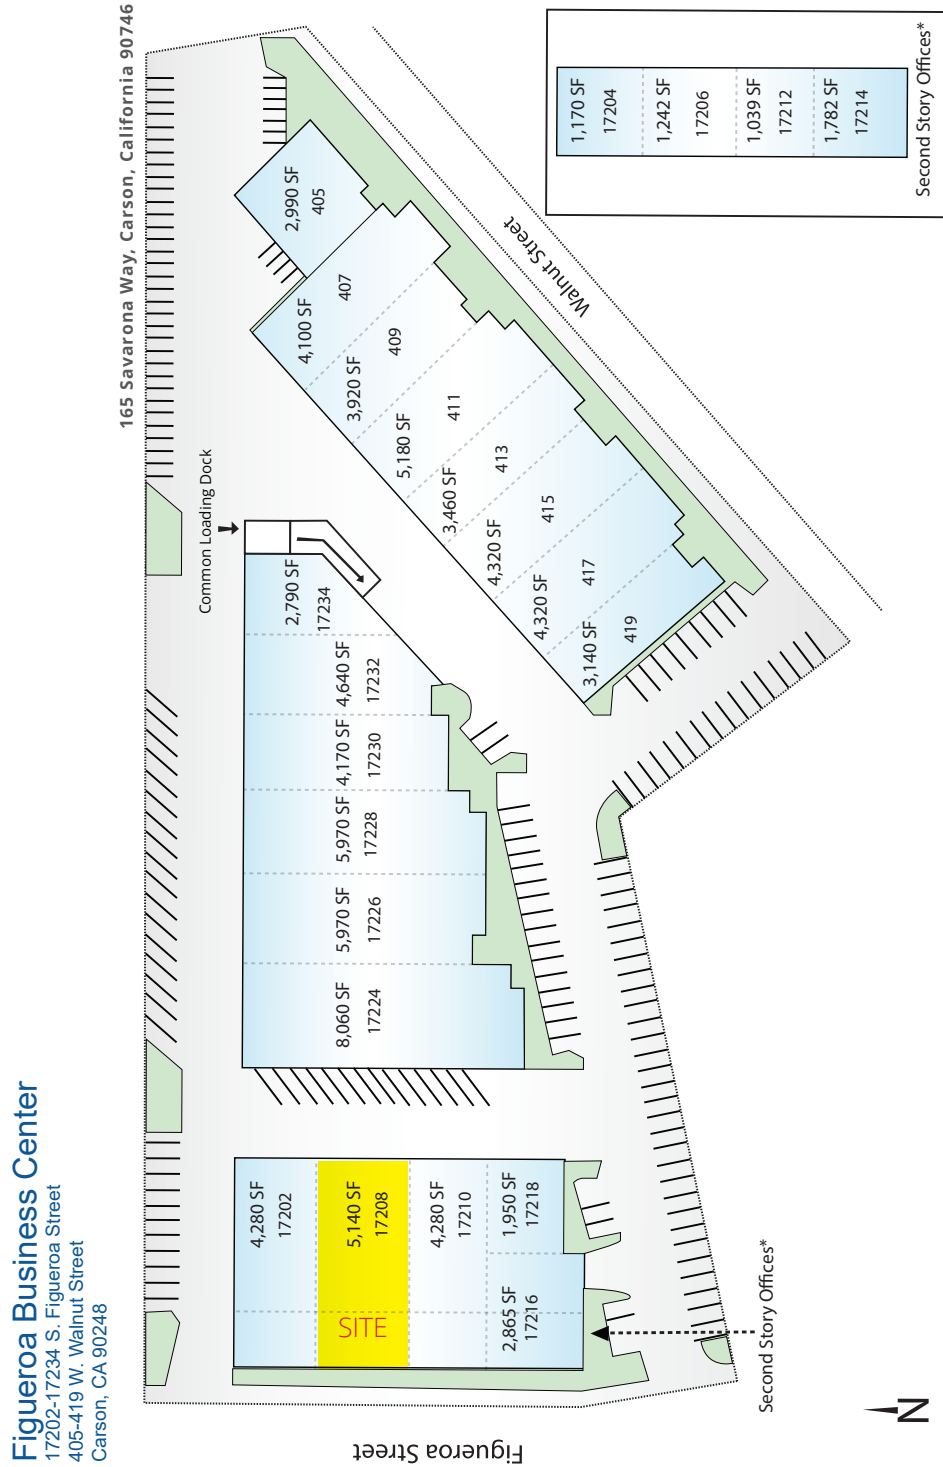 Figueroa Business Center
17202-17234 S. Figueroa Street
405-419 W. Walnut Street
Carson, CA 90248
165 Savarona Way, Carson, California 90746
Common Loading Dock
4,280 SF
17202
5,140 SF
17208
SITE
4,280 SF
17210
1,950 SF
17218
2,865 SF
17216
8,060 SF
17224
5,970 SF
17226
5,970 SF
17228
4,170 SF
17230
4,640 SF
17232
2,790 SF
17234
2,990 SF
405
4,100 SF
407
3,920 SF
409
5,180 SF
411
3,460 SF
413
4,320 SF
415
4,320 SF
417
3,140 SF
419
Walnut Street
1,170 SF
17204
1,242 SF
17206
1,039 SF
17212
1,782 SF
17214
Second Story Offices*
Second Story Offices*
Figueroa Street
N